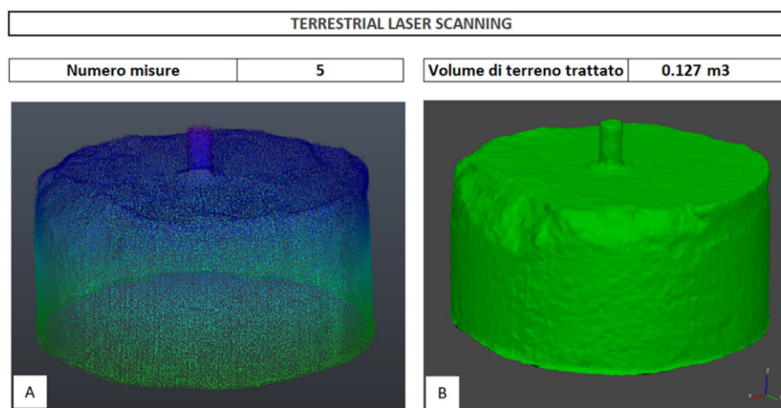 TERRESTRIAL LASER SCANNING
Numero misure 5 Volume di terreno trattato 0.127 m3
A B